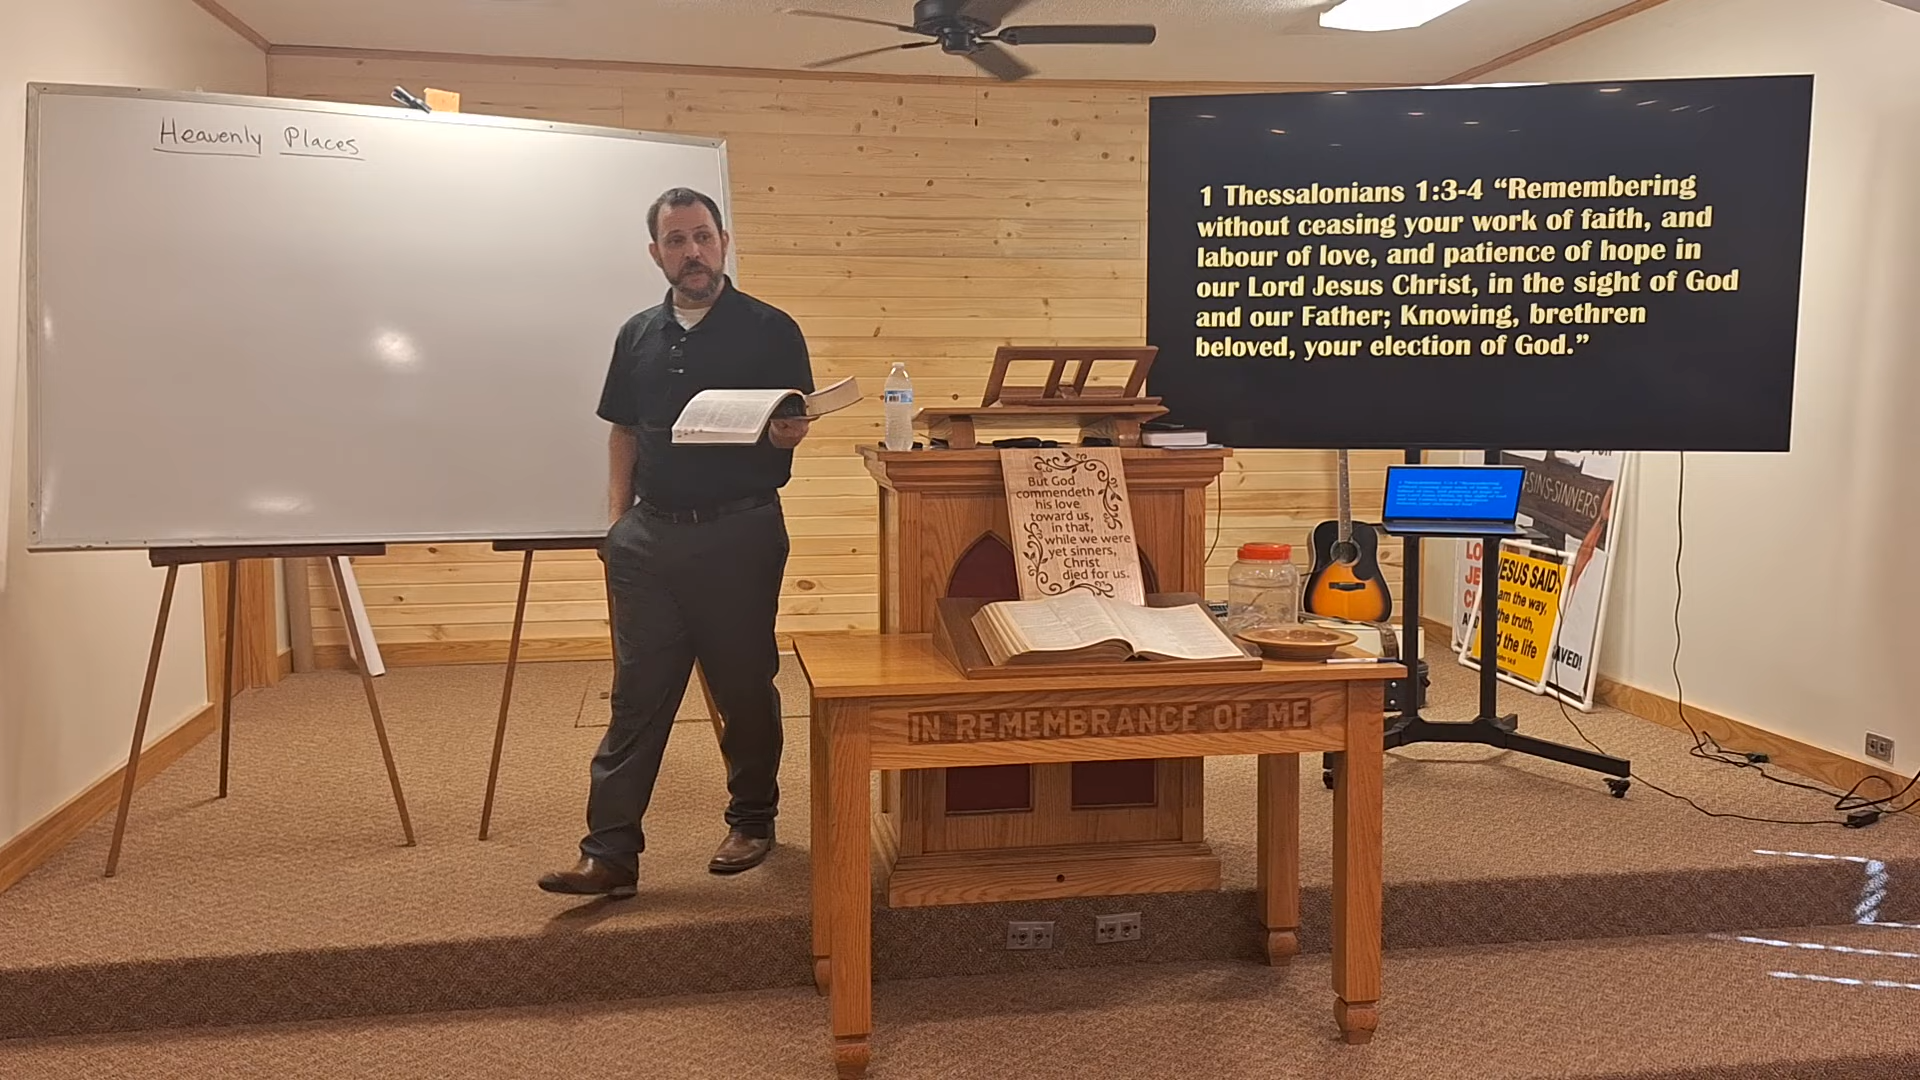 Heavenly Places
1 Thessalonians 1:3-4 “Remembering
without ceasing your work of faith, and
labour of love, and patience of hope in
our Lord Jesus Christ, in the sight of God
and our Father; Knowing, brethren
beloved, your election of God.”
But God
commendeth
his love
toward us,
in that,
while we were
yet sinners,
Christ
died for us.
IN REMEMBRANCE OF ME
SINS-SINNERS
JESUS SAID:
am the way,
the truth,
the life